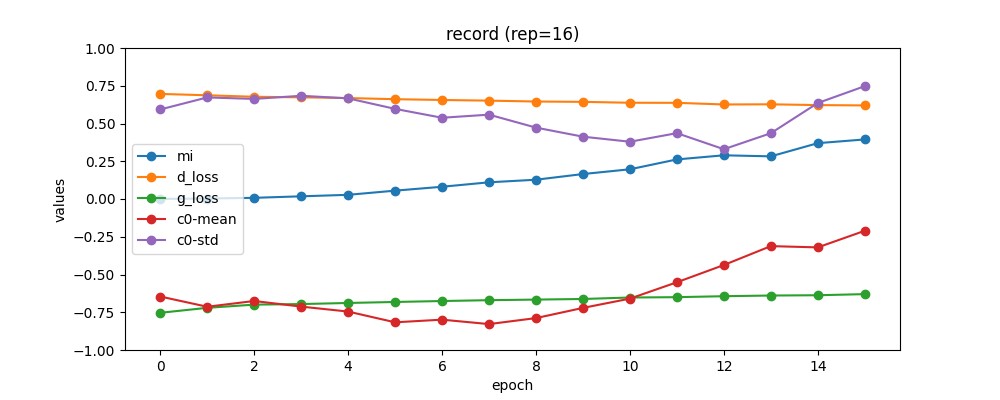 record (rep=16)
1.00
0.75
0.50
0.25
0.00
−0.25
−0.50
−0.75
−1.00
values
mi
d_loss
g_loss
c0-mean
c0-std
0 2 4 6 8 10 12 14
epoch